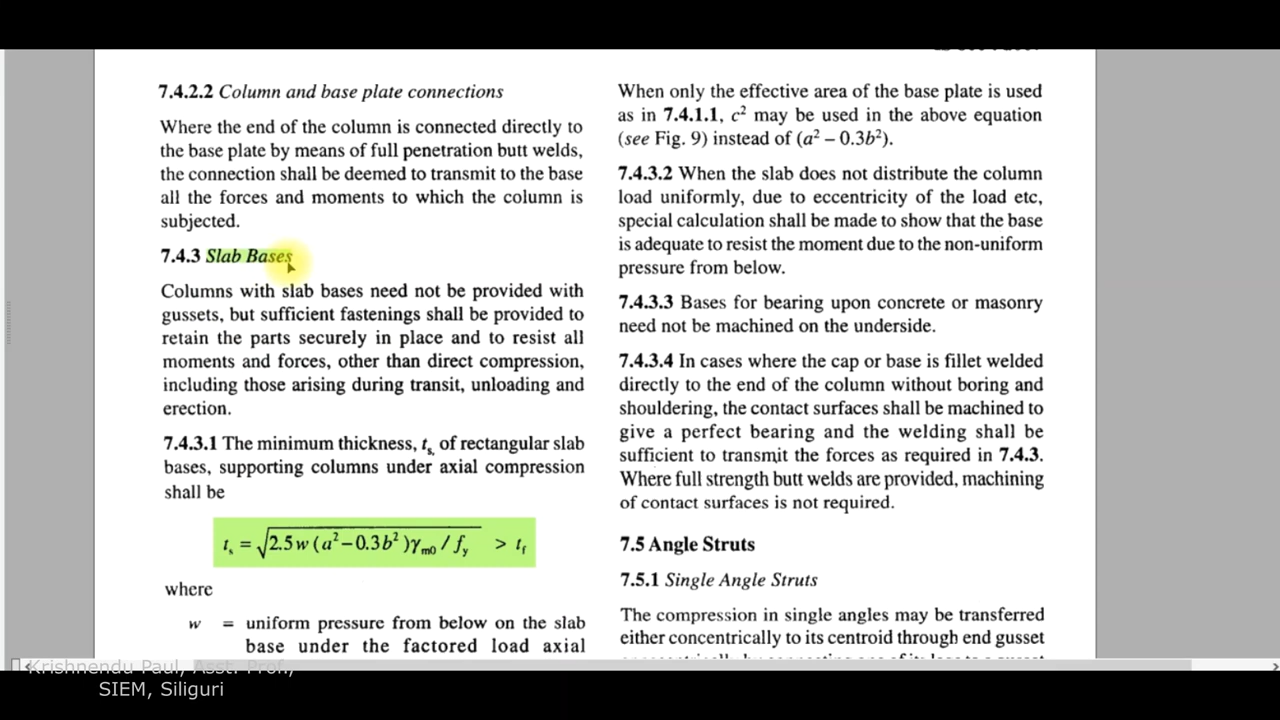 7.4.2.2 Column and base plate connections
Where the end of the column is connected directly to
the base plate by means of full penetration butt welds,
the connection shall be deemed to transmit to the base
all the forces and moments to which the column is
subjected.
7.4.3 Slab Bases
Columns with slab bases need not be provided with
gussets, but sufficient fastenings shall be provided to
retain the parts securely in place and to resist all
moments and forces, other than direct compression,
including those arising during transit, unloading and
erection.
7.4.3.1 The minimum thickness, tₛ, of rectangular slab
bases, supporting columns under axial compression
shall be
tₛ = √(2.5 w (a² − 0.3b²) γₘ₀ / f_y) > t_f
where
w = uniform pressure from below on the slab
base under the factored load axial
When only the effective area of the base plate is used
as in 7.4.1.1, c² may be used in the above equation
(see Fig. 9) instead of (a² – 0.3b²).
7.4.3.2 When the slab does not distribute the column
load uniformly, due to eccentricity of the load etc,
special calculation shall be made to show that the base
is adequate to resist the moment due to the non-uniform
pressure from below.
7.4.3.3 Bases for bearing upon concrete or masonry
need not be machined on the underside.
7.4.3.4 In cases where the cap or base is fillet welded
directly to the end of the column without boring and
shouldering, the contact surfaces shall be machined to
give a perfect bearing and the welding shall be
sufficient to transmit the forces as required in 7.4.3.
Where full strength butt welds are provided, machining
of contact surfaces is not required.
7.5 Angle Struts
7.5.1 Single Angle Struts
The compression in single angles may be transferred
either concentrically to its centroid through end gusset
Krishnendu Paul, Asst. Prof.,
SIEM, Siliguri